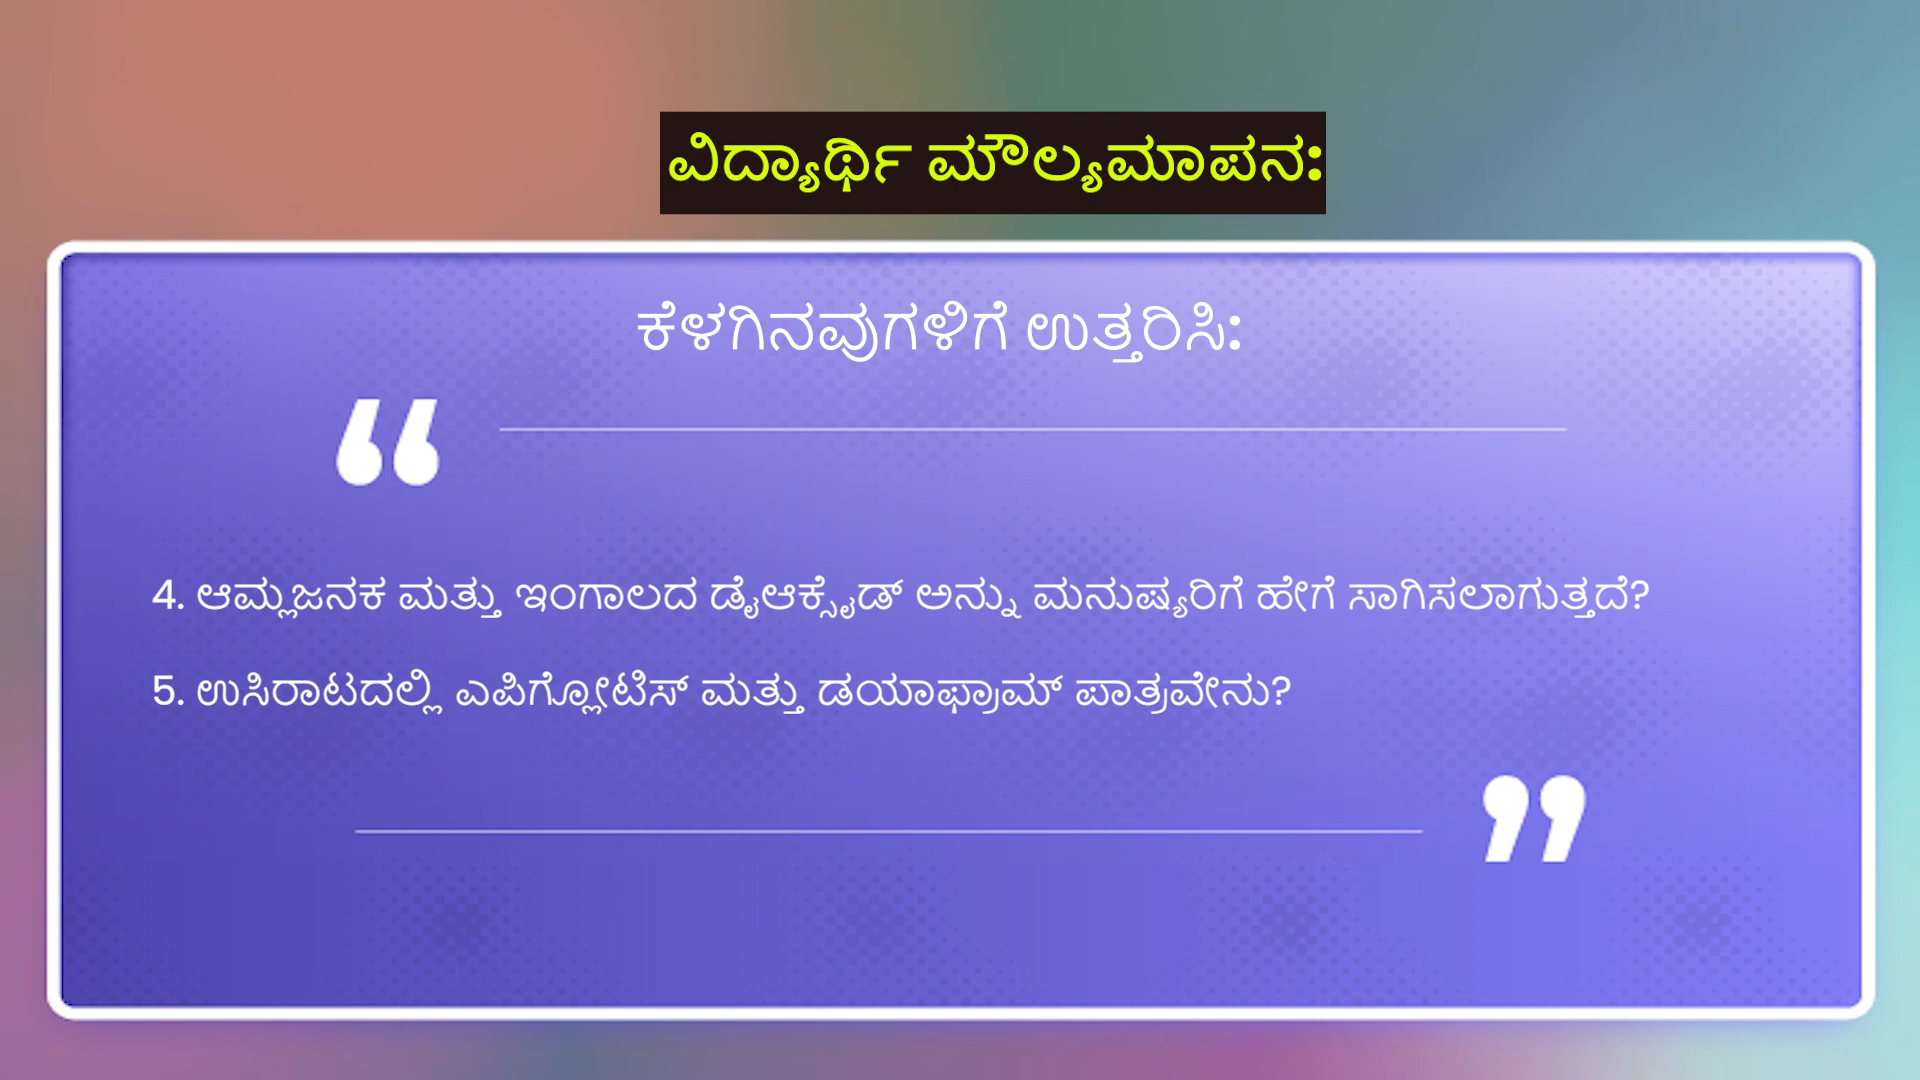 ವಿದ್ಯಾರ್ಥಿ ಮೌಲ್ಯಮಾಪನ:
ಕೆಳಗಿನವುಗಳಿಗೆ ಉತ್ತರಿಸಿ:
4. ಆಮ್ಲಜನಕ ಮತ್ತು ಇಂಗಾಲದ ಡೈಆಕ್ಸೈಡ್ ಅನ್ನು ಮನುಷ್ಯರಿಗೆ ಹೇಗೆ ಸಾಗಿಸಲಾಗುತ್ತದೆ?
5. ಉಸಿರಾಟದಲ್ಲಿ ಎಪಿಗ್ಲೋಟಿಸ್ ಮತ್ತು ಡಯಾಫ್ರಾಮ್ ಪಾತ್ರವೇನು?